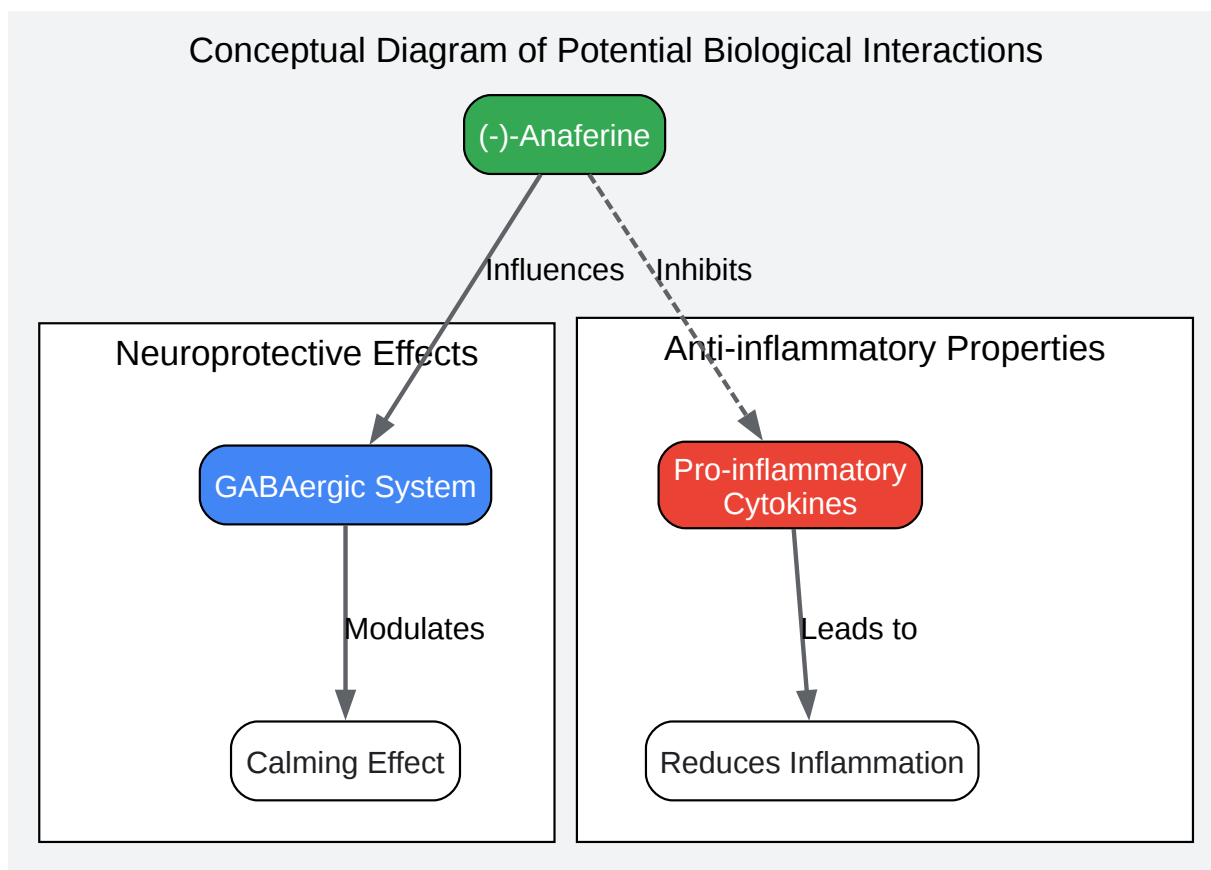 Conceptual Diagram of Potential Biological Interactions
(-)-Anaferine
Influences
Inhibits
Neuroprotective Effects
Anti-inflammatory Properties
GABAergic System
Pro-inflammatory
Cytokines
Modulates
Leads to
Calming Effect
Reduces Inflammation